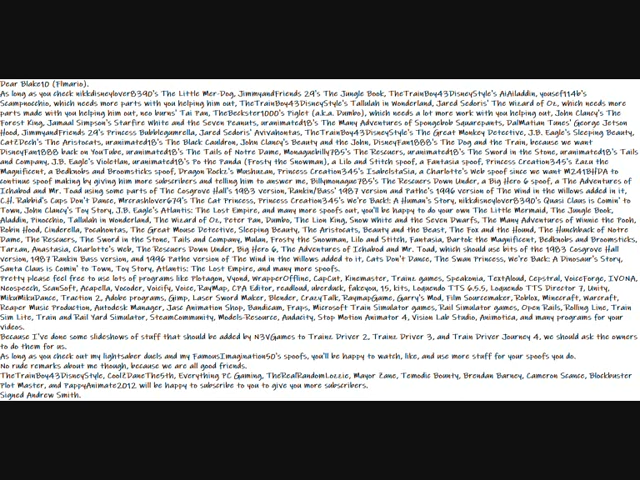 Dear Blake10 (Flmario).
As long as you check nikkdisneylover8390's The Little Mer-Dog, JimmyandFriends 29's The Jungle Book, TheTrainBoy43DisneyStyle's AiAiladdin, yousef114b's
Seampnocchio, which needs more parts with you helping him out, TheTrainBoy43DisneyStyle's Tallulah in Wonderland, Jared Sedoris' The Wizard of Oz, which needs more
parts made with you helping him out, neo burns' Tai Pan, TheBeckster1000's Piglet (a.k.a. Dumbo), which needs a lot more work with you helping out, John Clancy's The
Forest King, Jamaal Simpson's Starfire White and the Seven Peanuts, uranimated18's The Many Adventures of Spongebob Squarepants, DalMatian Tunes' George Jetson
Hood, JimmyandFriends 29's Princess Bubblegumrella, Jared Sedoris' Avivahontas, TheTrainBoy43DisneyStyle's The Great Monkey Detective, J.B. Eagle's Sleeping Beauty,
CatZDech's The Aristocats, uranimated18's The Black Cauldron, John Clancy's Beauty and the John, DisneyFan1888's The Dog and the Train, because we want
DisneyFan1888 back on YouTube, uranimated18's The Tails of Notre Dame, Monaguebilly785's The Rescuers, uranimated18's The Sword in the Stone, uranimated18's Tails
and Company, J.B. Eagle's Violetlan, uranimated18's Po the Panda (Frosty the Snowman), a Lilo and Stitch spoof, a Fantasia spoof, Princess Creation345's Zazu the
Magnificent, a Bedknobs and Broomsticks spoof, Dragon Rockz's Mushuzan, Princess Creation345's IsabelstaSia, a Charlotte's Web spoof since we want M241BHDA to
continue spoof making by giving him more subscribers and telling him to answer me, Billymonague785's The Rescuers Down Under, a Big Hero 6 spoof, a The Adventures of
Ichabod and Mr. Toad using some parts of the Cosgrove Hall's 1983 version, Rankin/Bass' 1987 version and Pathe's 1996 version of The Wind in the Willows added in it,
C.H. Rabbid's Cups Don't Dance, Mrcrashlover679's The Cat Princess, Princess Creation345's We're Back!: A Human's Story, nikkdisneylover8390's Quasi Claus is Comin' to
Town, John Clancy's Toy Story, J.B. Eagle's Atlantis: The Lost Empire, and many more spoofs out, you'll be happy to do your own The Little Mermaid, The Jungle Book,
Aladdin, Pinocchio, Tallulah in Wonderland, The Wizard of Oz, Peter Pan, Dumbo, The Lion King, Snow White and the Seven Dwarfs, The Many Adventures of Winnie the Pooh,
Robin Hood, Cinderella, Pocahontas, The Great Mouse Detective, Sleeping Beauty, The Aristocats, Beauty and the Beast, The Fox and the Hound, The Hunchback of Notre
Dame, The Rescuers, The Sword in the Stone, Tails and Company, Mulan, Frosty the Snowman, Lilo and Stitch, Fantasia, Bartok the Magnificent, Bedknobs and Broomsticks,
Tarzan, Anastasia, Charlotte's Web, The Rescuers Down Under, Big Hero 6, The Adventures of Ichabod and Mr. Toad, which should use bits of the 1983 Cosgrove Hall
version, 1987 Rankin Bass version, and 1996 Pathe version of The Wind in the Willows added to it, Cats Don't Dance, The Swan Princess, We're Back: A Dinosaur's Story,
Santa Claus is Comin' to Town, Toy Story, Atlantis: The Lost Empire, and many more spoofs.
Pretty please feel free to use lots of programs like Plotagon, Vyond, WrapperOffline, CapCut, Kinemaster, Trainz games, Speakonia, TextAloud, Cepstral, VoiceForge, IVONA,
Neospeech, ScanSoft, Acapella, Vocoder, Voicify, Voice, RayMap, CPA Editor, readloud, uberduck, fakeyou, 15, kits, Loquendo TTS 6.5.5, Loquendo TTS Director 7, Unity,
MikuMikuDance, Traction 2, Adobe programs, Gimp, Laser Sword Maker, Blender, CrazyTalk, RaymapGame, Garry's Mod, Film Sourcemaker, Roblox, Minecraft, Warcraft,
Reaper Music Production, Autodesk Manager, Jase Animation Shop, Bandicam, Fraps, Microsoft Train Simulator games, Rail Simulator games, Open Rails, Rolling Line, Train
Sim Lite, Train and Rail Yard Simulator, SteamCommunity, Models-Resource, Audacity, Stop Motion Animator 4, Vision Lab Studio, Animotica, and many programs for your
videos.
Because I've done some slideshows of stuff that should be added by N3VGames to Trainz Driver 2, Trainz Driver 3, and Train Driver Journey 4, we should ask the owners
to do them for us.
As long as you check out my lightsaber duels and my FamousImagination50's spoofs, you'll be happy to watch, like, and use more stuff for your spoofs you do.
No rude remarks about me though, because we are all good friends.
TheTrainBoy43DisneyStyle, CoolZDaneThe5th, Everything PC Gaming, TheRealRandomLozzie, Mayor Zane, Temodic Bounty, Brendan Barney, Cameron Seance, Blockbuster
Plot Master, and PappyAnimate2012 will be happy to subscribe to you to give you more subscribers.
Signed Andrew Smith.